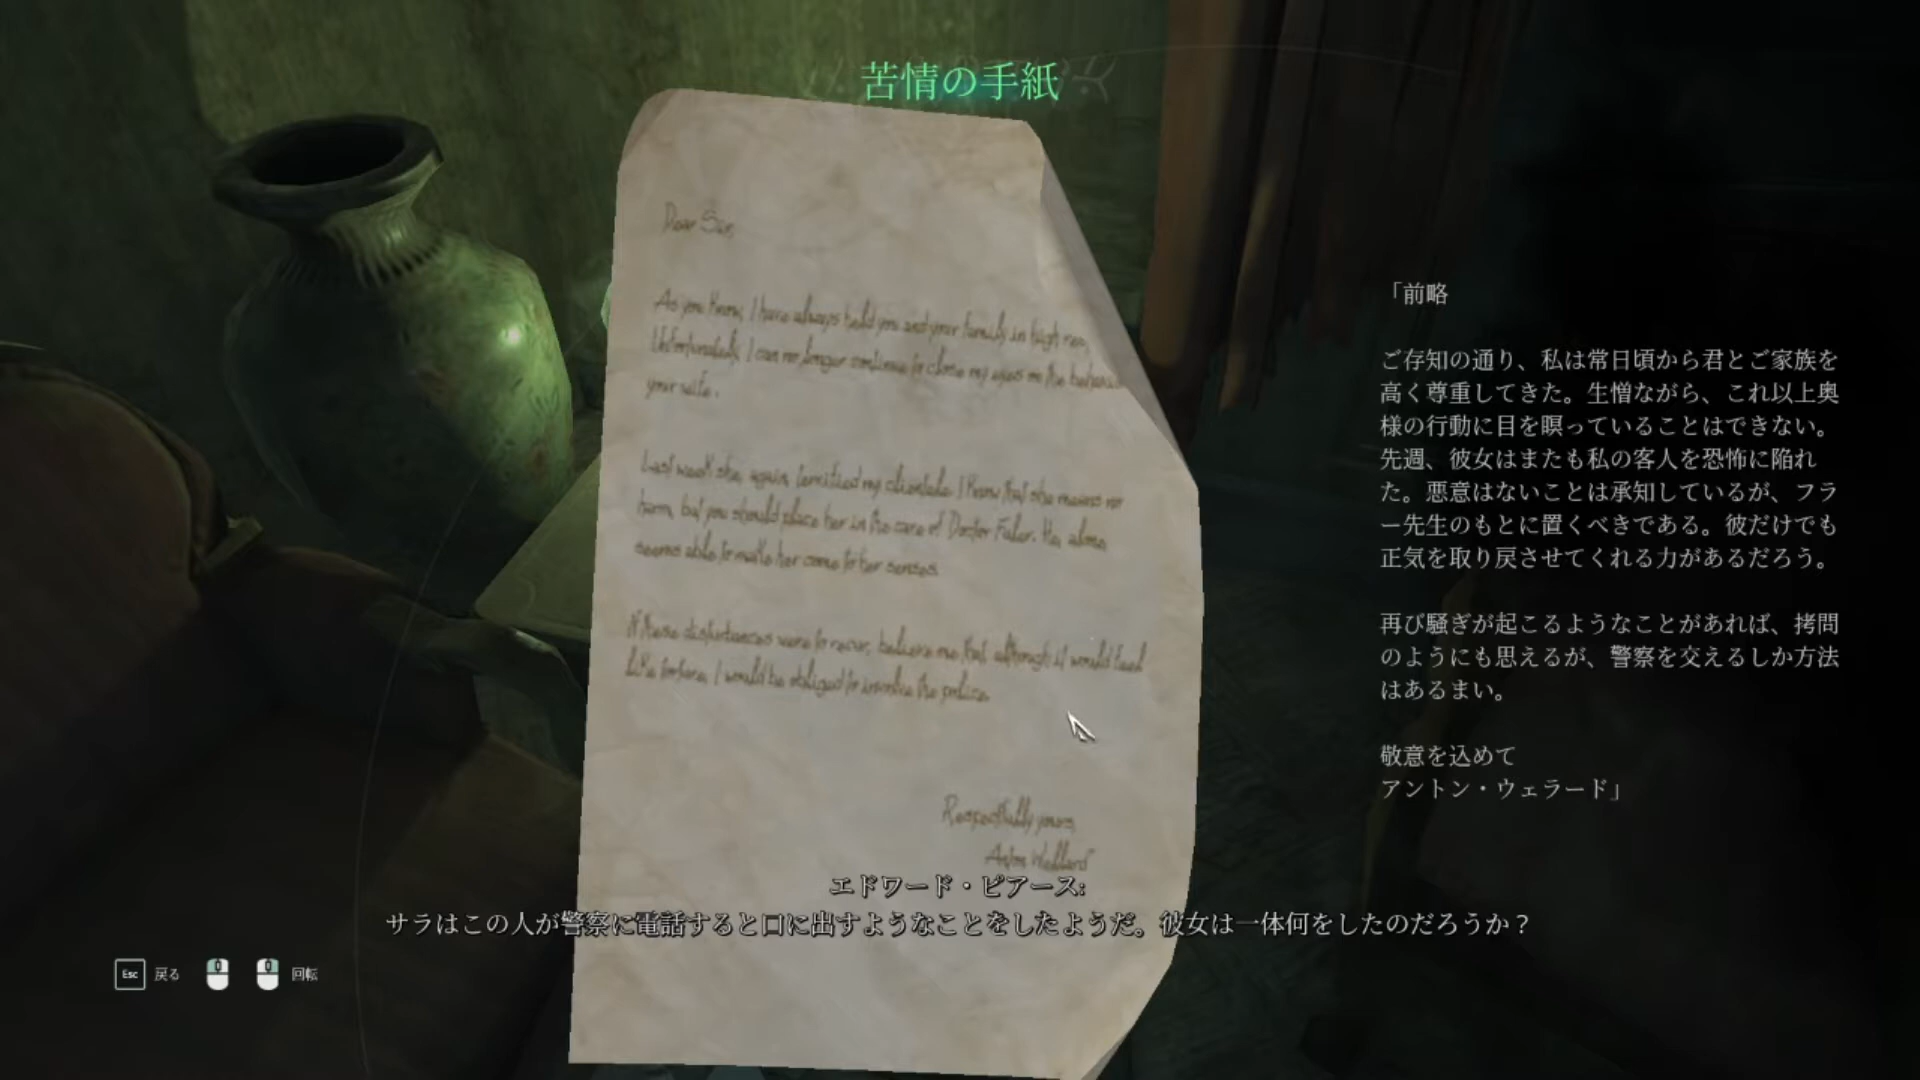 苦情の手紙
Dear Sir,
As you know, I have always held you and your family in high
Unfortunately, I can no longer continue to close my eyes on the
your wife.
Last week she, again, terrified my clientele. I know that she means no
harm, but you should place her in the care of Doctor Fuller. He, alone,
seems able to make her come to her senses.
If these disturbances were to recur, believe me that, although it would feel
like torture, I would be obliged to involve the police.
Respectfully yours,
Anton Wellard
「前略
ご存知の通り、私は常日頃から君とご家族を
高く尊重してきた。生憎ながら、これ以上奥
様の行動に目を瞑っていることはできない。
先週、彼女はまたも私の客人を恐怖に陥れ
た。悪意はないことは承知しているが、フラ
ー先生のもとに置くべきである。彼だけでも
正気を取り戻させてくれる力があるだろう。
再び騒ぎが起こるようなことがあれば、拷問
のようにも思えるが、警察を交えるしか方法
はあるまい。
敬意を込めて
アントン・ウェラード」
エドワード・ピアース:
サラはこの人が警察に電話すると口に出すようなことをしたようだ。彼女は一体何をしたのだろうか？
Esc 戻る 回転